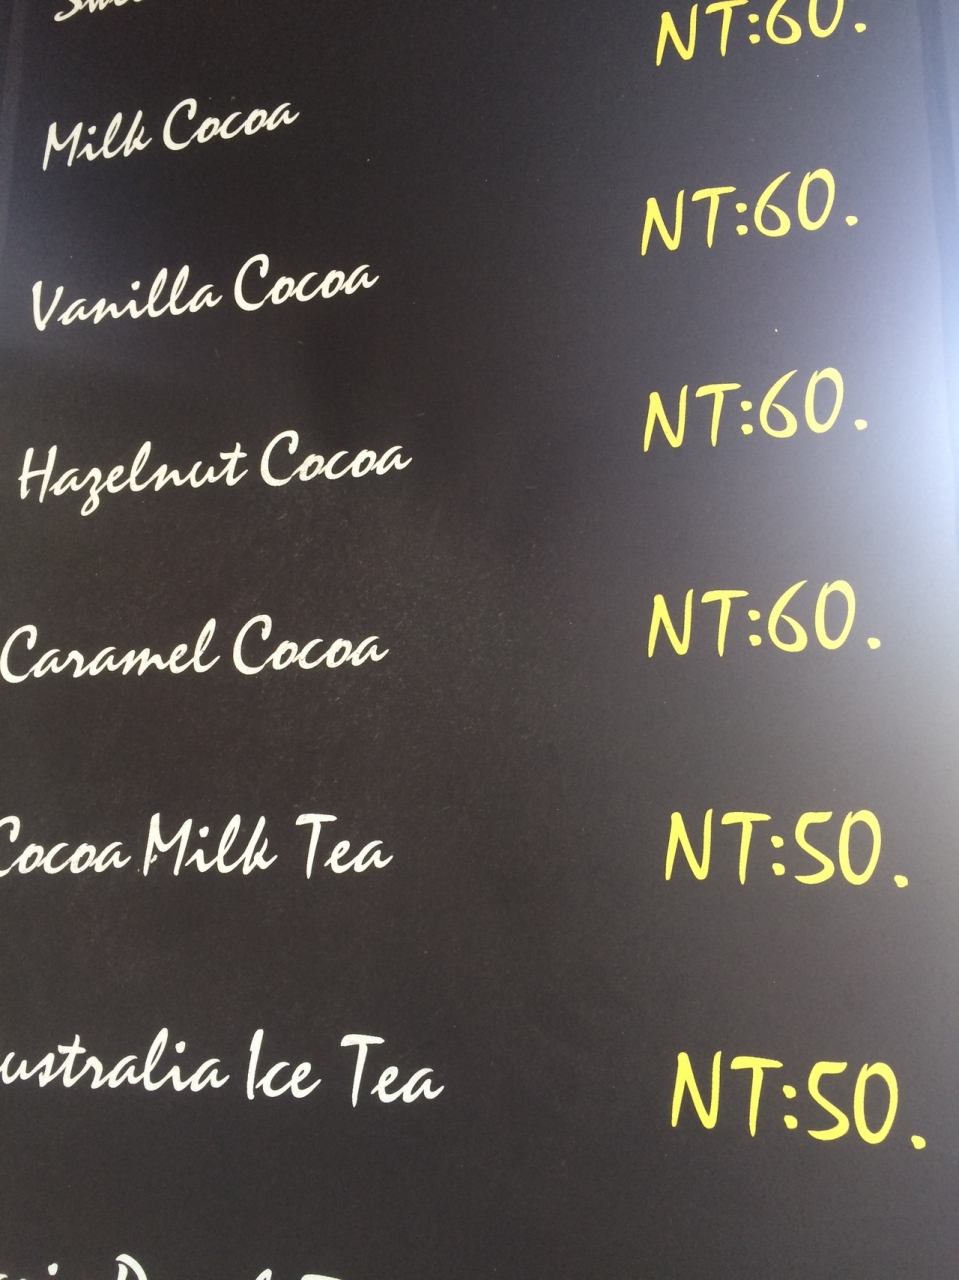 Milk Cocoa NT:60.
Vanilla Cocoa NT:60.
Hazelnut Cocoa NT:60.
Caramel Cocoa NT:60.
Cocoa Milk Tea NT:50.
ustralia Ice Tea NT:50.